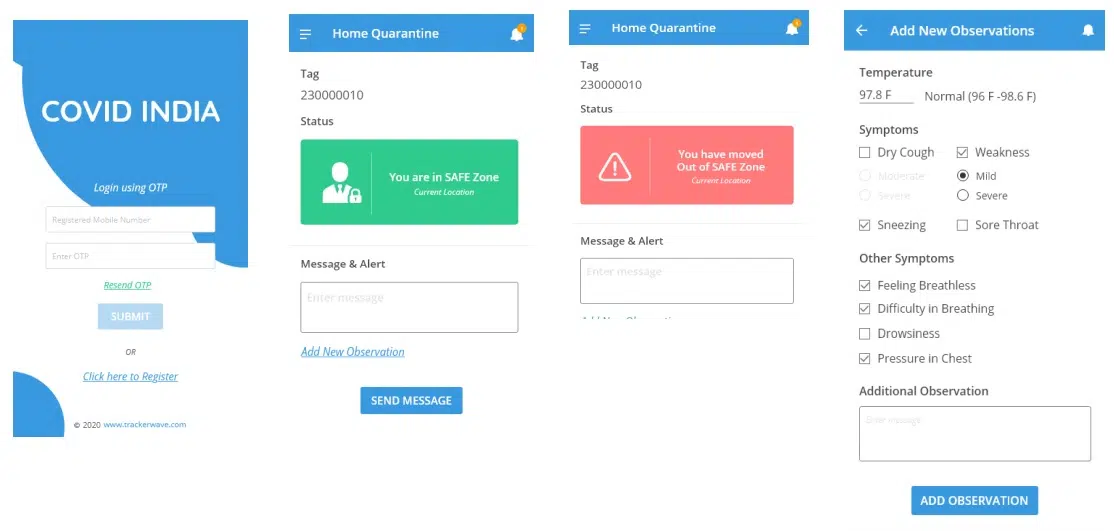 COVID INDIA
Login using OTP
Registered Mobile Number
Enter OTP
Resend OTP
SUBMIT
OR
Click here to Register
© 2020 www.trackerwave.com
Home Quarantine
Tag
230000010
Status
You are in SAFE Zone
Current Location
Message & Alert
Enter message
Add New Observation
SEND MESSAGE
Home Quarantine
Tag
230000010
Status
You have moved
Out of SAFE Zone
Current Location
Message & Alert
Enter message
Add New Observations
Temperature
97.8 F Normal (96 F -98.6 F)
Symptoms
Dry Cough Weakness
Moderate Mild
Severe Severe
Sneezing Sore Throat
Other Symptoms
Feeling Breathless
Difficulty in Breathing
Drowsiness
Pressure in Chest
Additional Observation
Enter message
ADD OBSERVATION